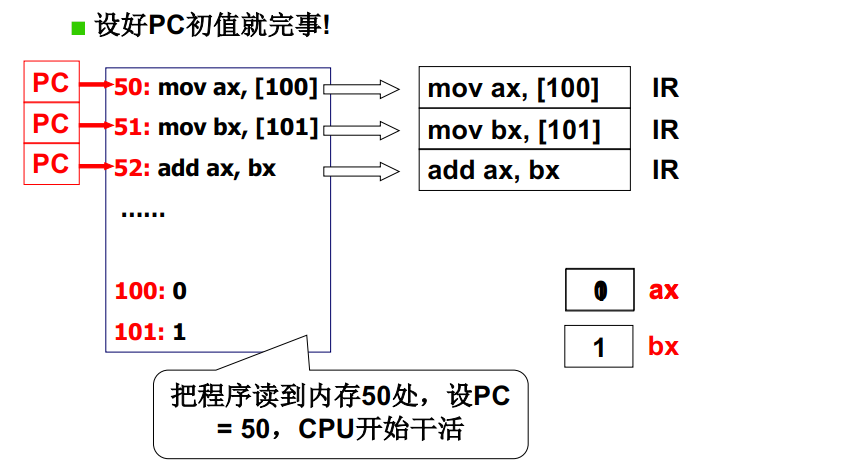 设好PC初值就完事!
PC 50: mov ax, [100] mov ax, [100] IR
PC 51: mov bx, [101] mov bx, [101] IR
PC 52: add ax, bx add ax, bx IR
......
100: 0 ax
101: 1 1 bx
把程序读到内存50处，设PC
= 50，CPU开始干活